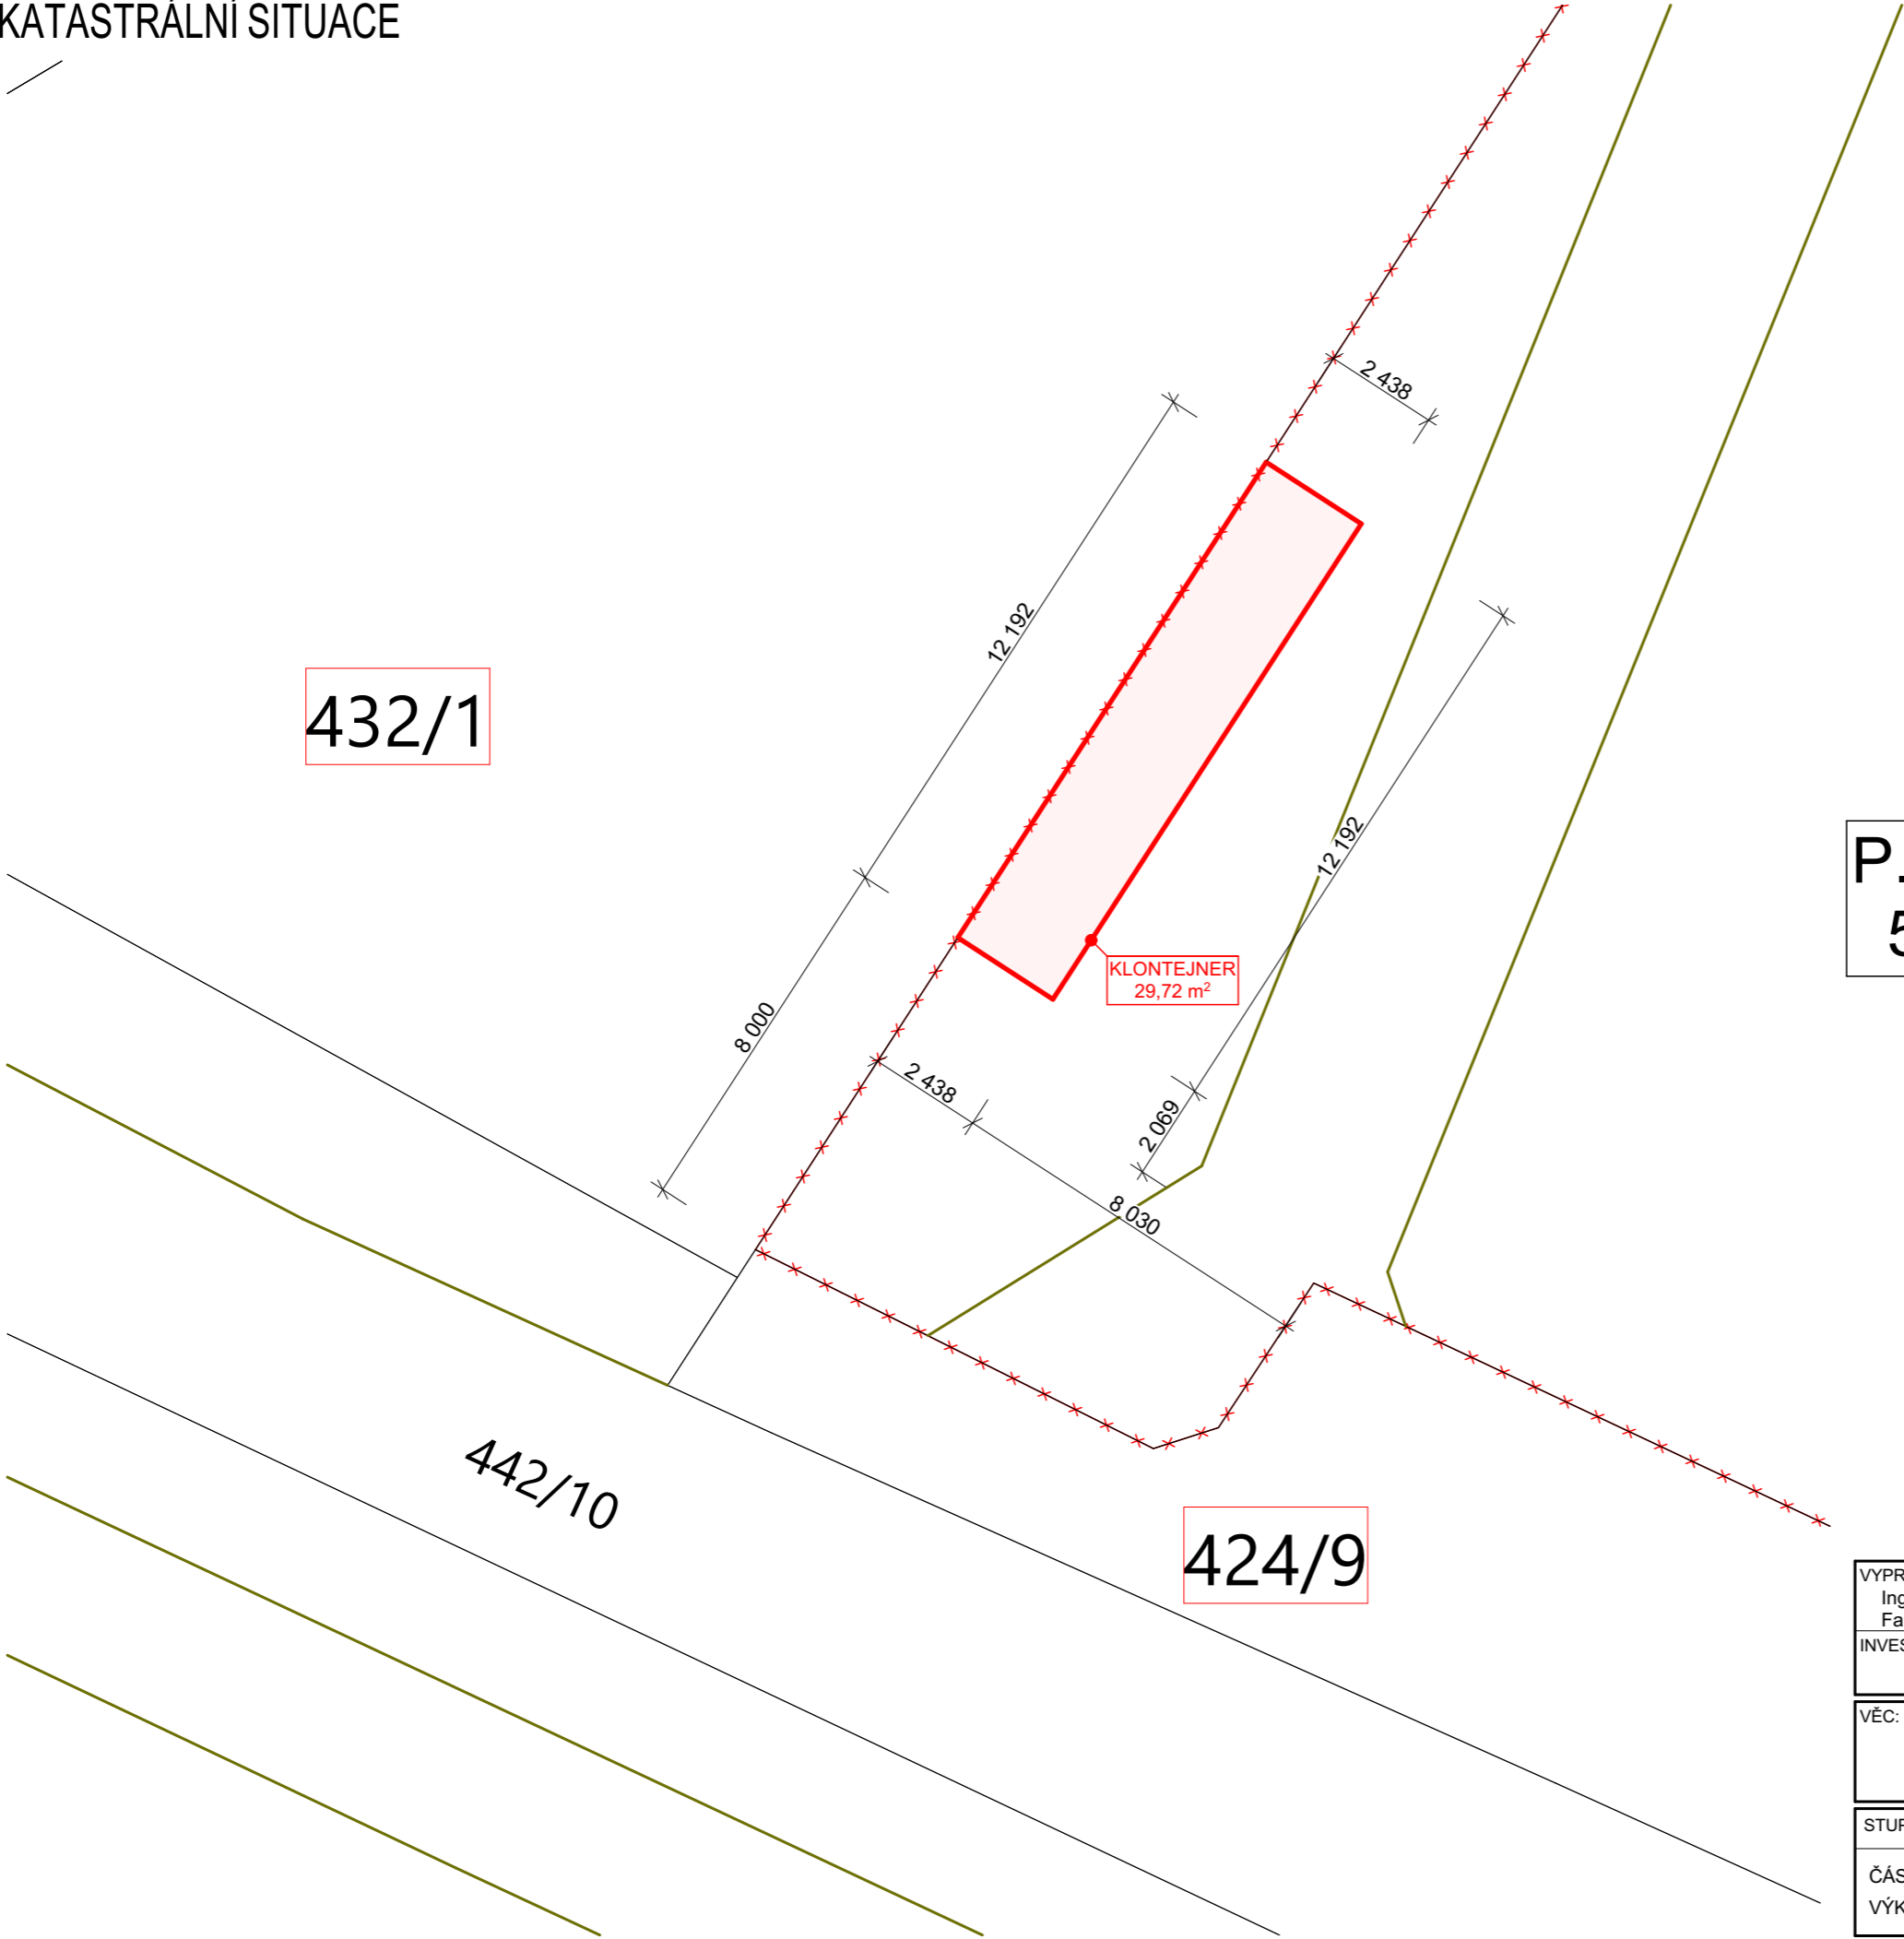 KATASTRÁLNÍ SITUACE
2 438
12 192
432/1
12 192
P.
5
KLONTEJNER
29,72 m²
8 000
2 438
2 069
8 030
442/10
424/9
VYPR
Ing
Fa
INVES
VĚC:
STUP
ČÁS
VÝK